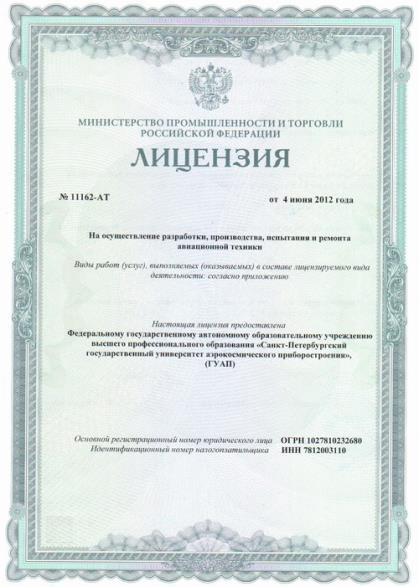 МИНИСТЕРСТВО ПРОМЫШЛЕННОСТИ И ТОРГОВЛИ
РОССИЙСКОЙ ФЕДЕРАЦИИ
ЛИЦЕНЗИЯ
№ 11162-АТ от 4 июня 2012 года
На осуществление разработки, производства, испытания и ремонта
авиационной техники
Виды работ (услуг), выполняемых (оказываемых) в составе лицензируемого вида
деятельности: согласно приложению
Настоящая лицензия предоставлена
Федеральному государственному автономному образовательному учреждению
высшего профессионального образования «Санкт-Петербургский
государственный университет аэрокосмического приборостроения»,
(ГУАП)
Основной регистрационный номер юридического лица ОГРН 1027810232680
Идентификационный номер налогоплательщика ИНН 7812003110